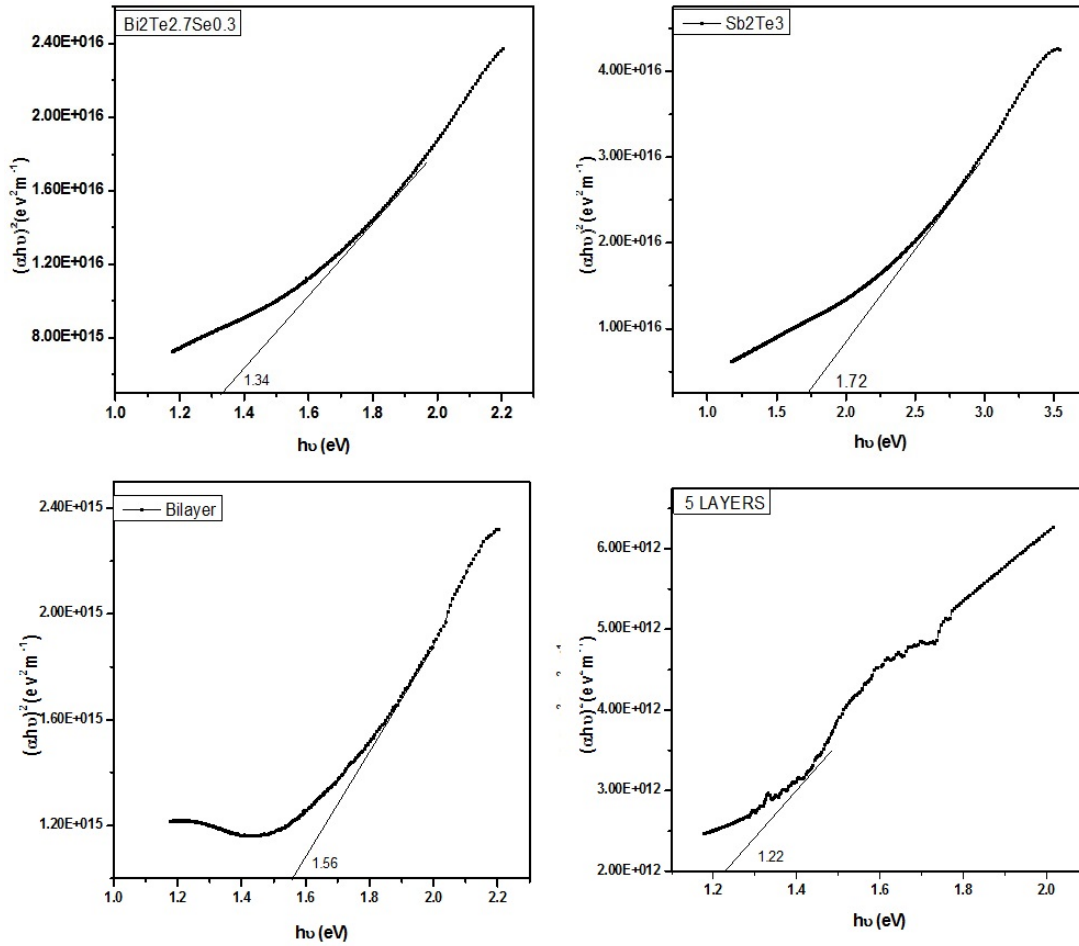 Bi2Te2.7Se0.3
2.40E+016
2.00E+016
1.60E+016
1.20E+016
8.00E+015
(αhυ)²(ev²m⁻¹)
1.34
1.0 1.2 1.4 1.6 1.8 2.0 2.2
hυ (eV)
Sb2Te3
4.00E+016
3.00E+016
2.00E+016
1.00E+016
(αhυ)²(ev²m⁻¹)
1.72
1.0 1.5 2.0 2.5 3.0 3.5
hυ (eV)
Bilayer
2.40E+015
2.00E+015
1.60E+015
1.20E+015
(αhυ)²(ev²m⁻¹)
1.56
1.0 1.2 1.4 1.6 1.8 2.0 2.2
hυ (eV)
5 LAYERS
6.00E+012
5.00E+012
4.00E+012
3.00E+012
2.00E+012
1.22
1.2 1.4 1.6 1.8 2.0
hυ (eV)